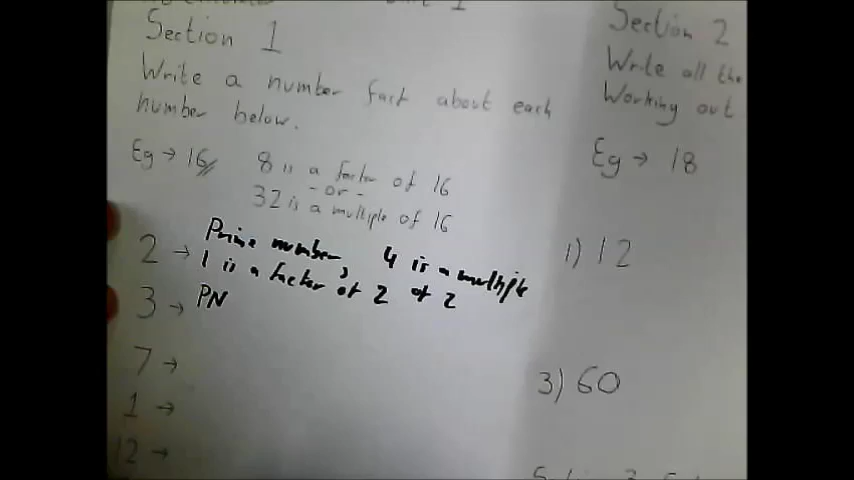 Section 1
Write a number fact about each
number below.
Eg → 16 8 is a factor of 16
- or -
32 is a multiple of 16
2 → Prime number, 4 is a multiple
1 is a factor of 2 of 2
3 → PN
7 →
1 →
12 →
Section 2
Write all the
Working out
Eg → 18
1) 12
3) 60